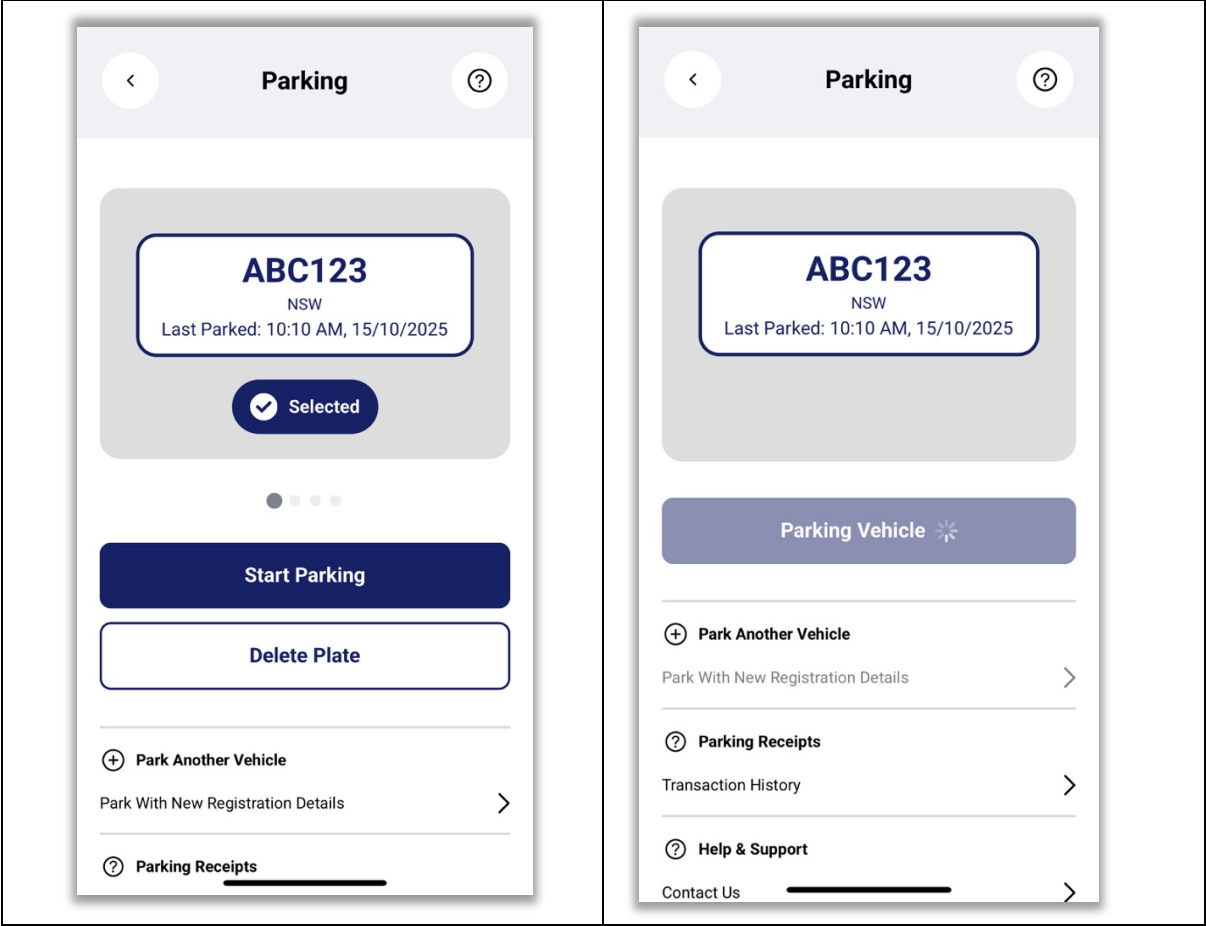 Parking
ABC123
NSW
Last Parked: 10:10 AM, 15/10/2025
Selected
Start Parking
Delete Plate
Park Another Vehicle
Park With New Registration Details
Parking Receipts
Parking
ABC123
NSW
Last Parked: 10:10 AM, 15/10/2025
Parking Vehicle
Park Another Vehicle
Park With New Registration Details
Parking Receipts
Transaction History
Help & Support
Contact Us